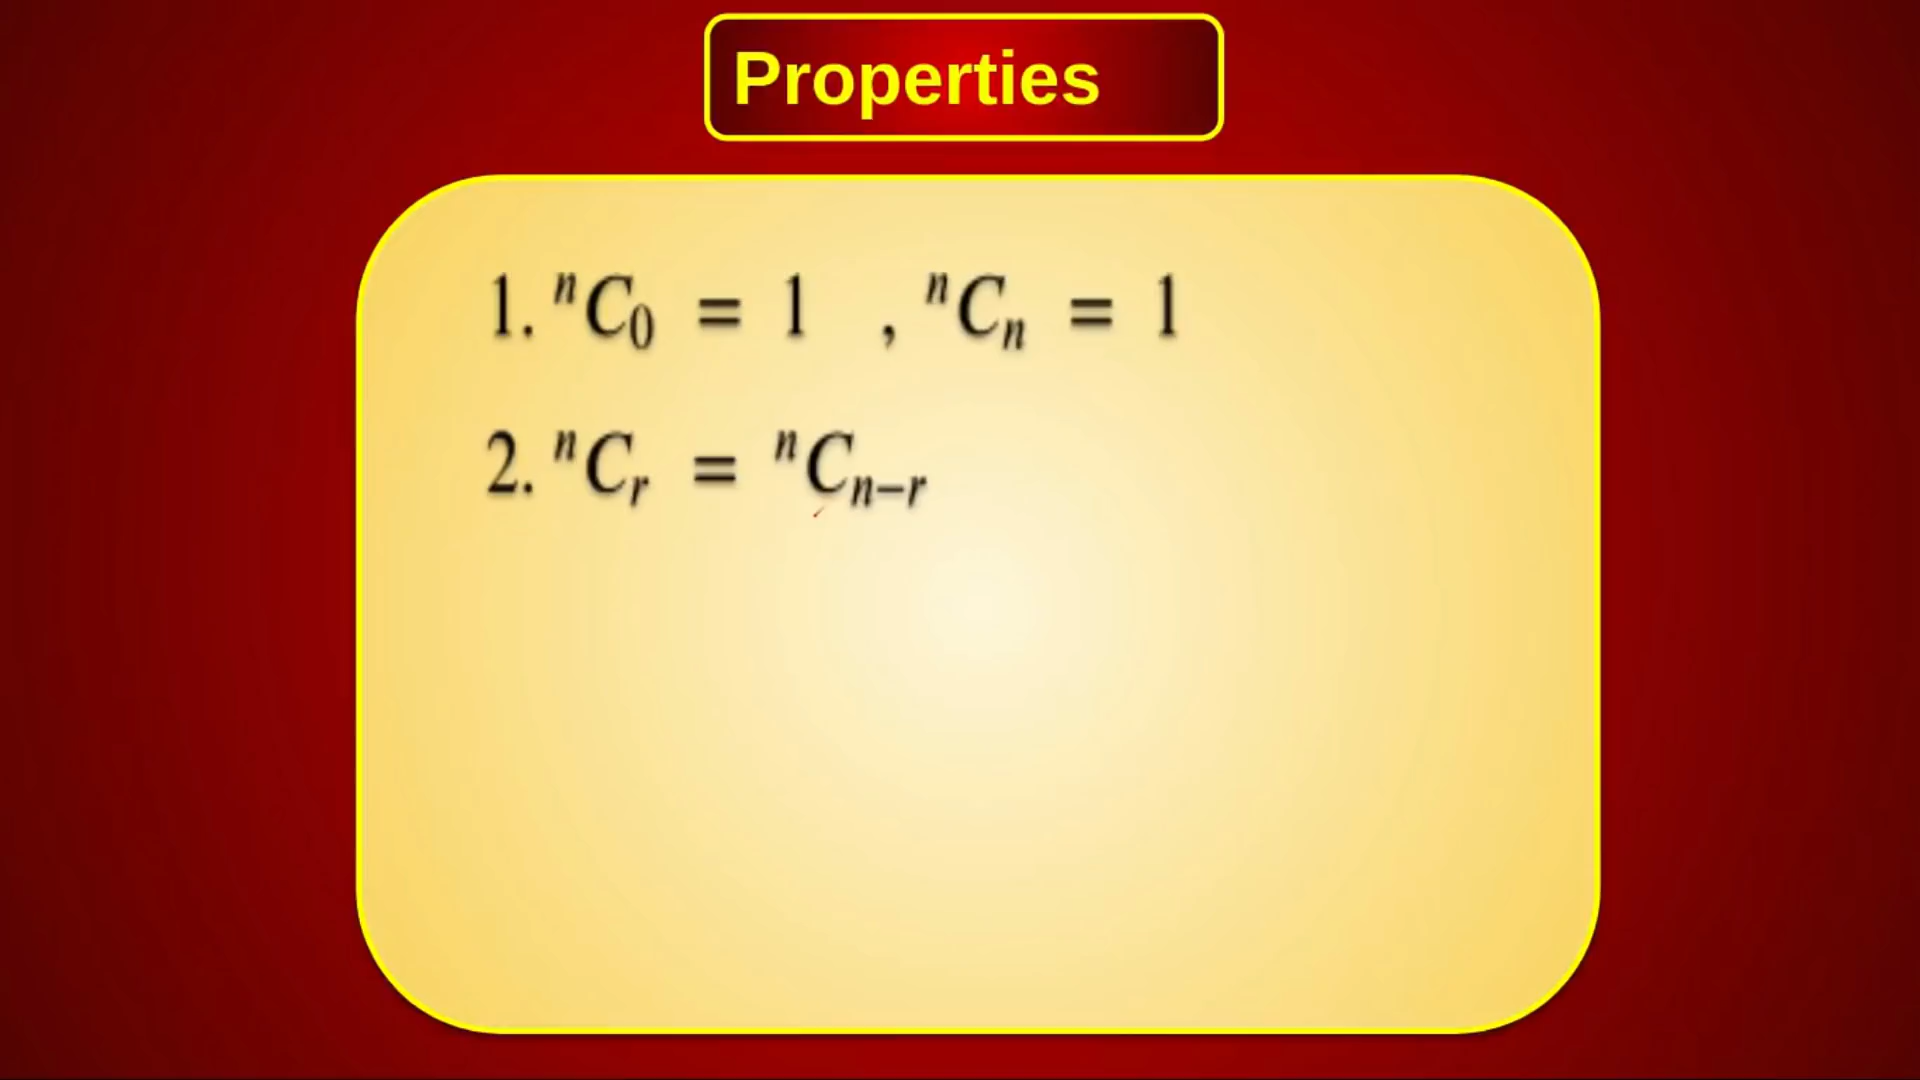 Properties
1. ⁿC₀ = 1 , ⁿCₙ = 1
2. ⁿCᵣ = ⁿCₙ₋ᵣ